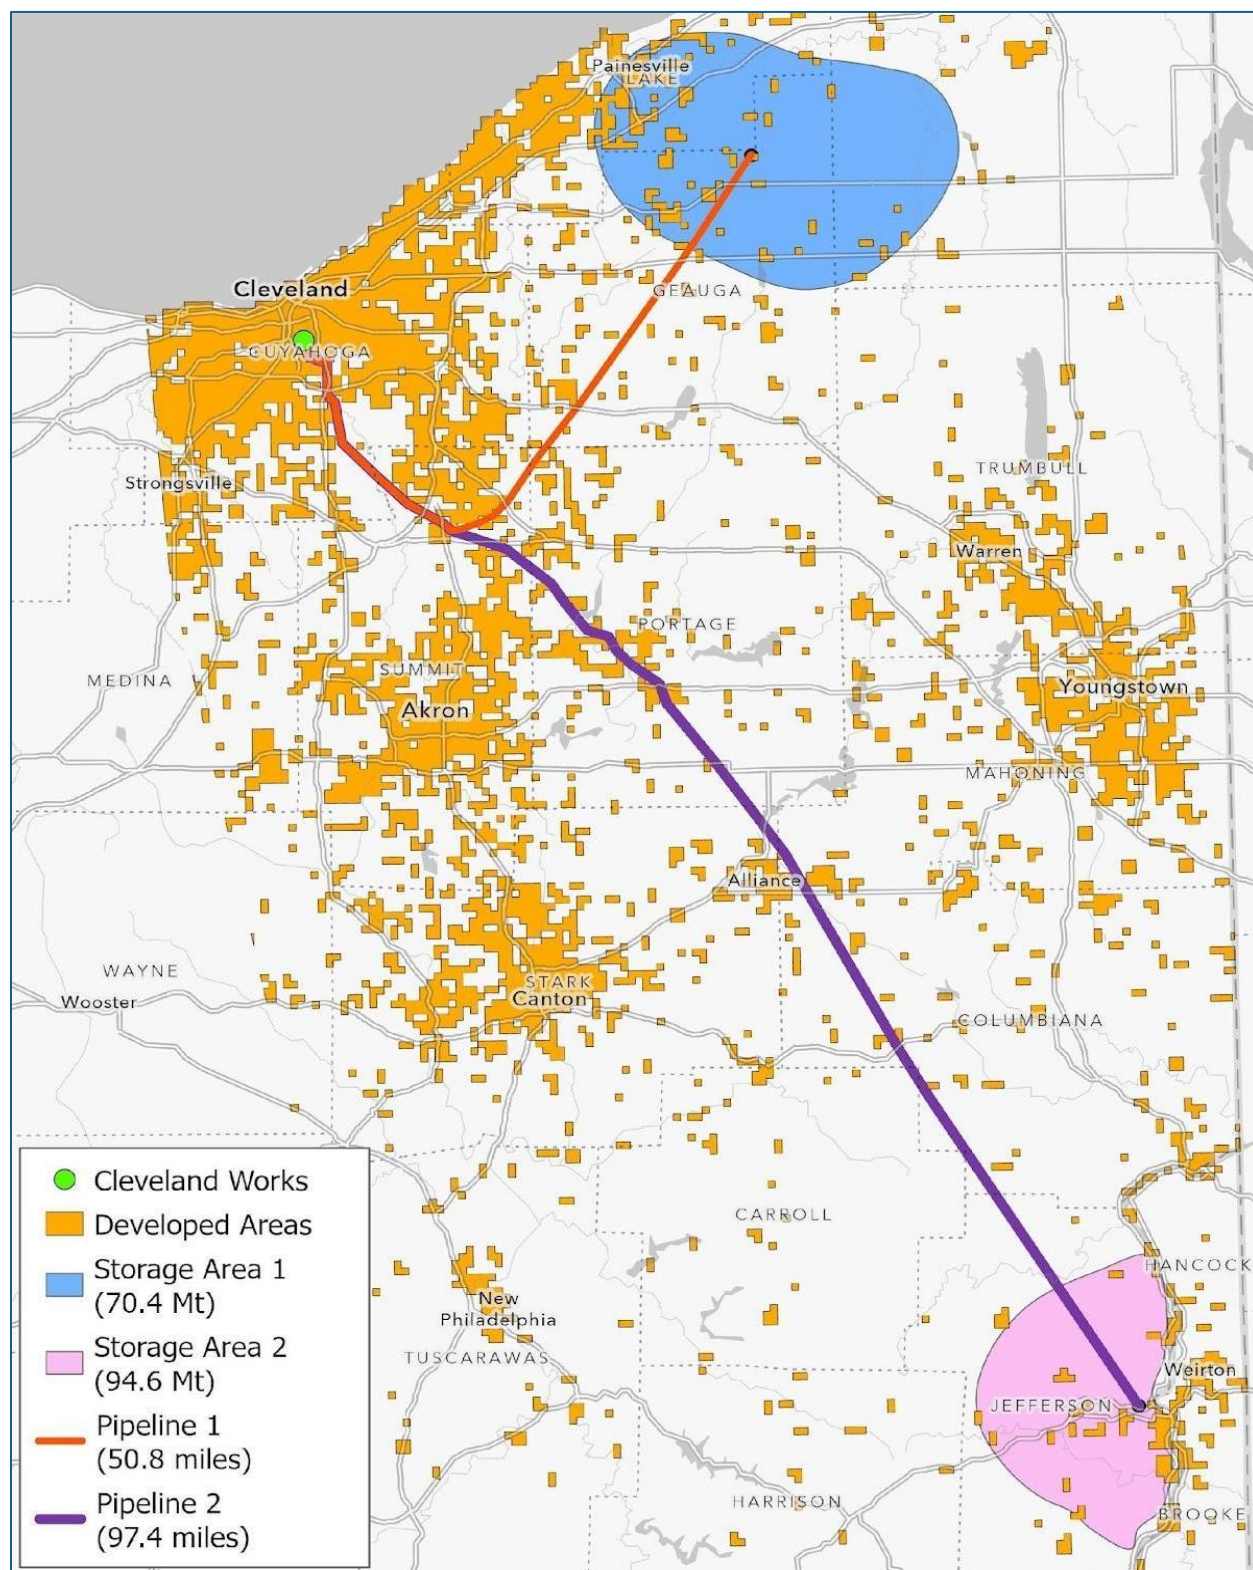 Painesville
LAKE
Cleveland
GEAUGA
CUYAHOGA
TRUMBULL
Strongsville
Warren
PORTAGE
SUMMIT
MEDINA
Youngstown
Akron
MAHONING
Alliance
WAYNE
STARK
Canton
Wooster
COLUMBIANA
CARROLL
HANCOCK
New
Philadelphia
TUSCARAWAS
Weirton
JEFFERSON
HARRISON
BROOKE
Cleveland Works
Developed Areas
Storage Area 1
(70.4 Mt)
Storage Area 2
(94.6 Mt)
Pipeline 1
(50.8 miles)
Pipeline 2
(97.4 miles)